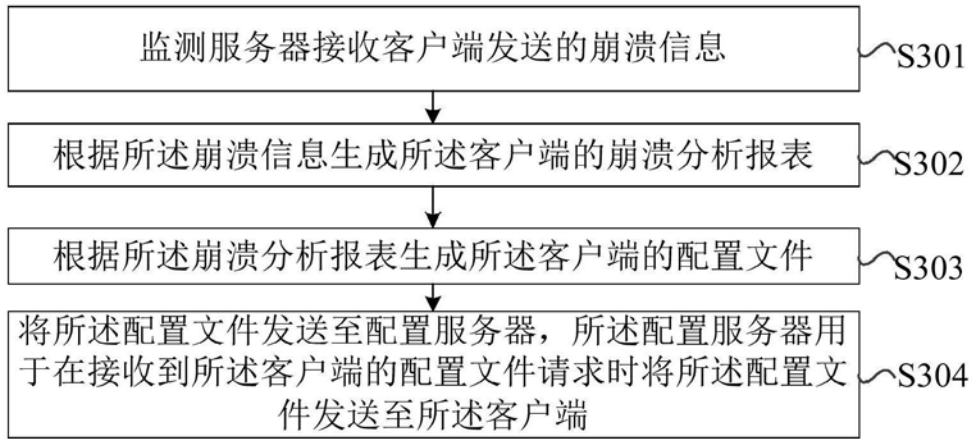 监测服务器接收客户端发送的崩溃信息
S301
根据所述崩溃信息生成所述客户端的崩溃分析报表
S302
根据所述崩溃分析报表生成所述客户端的配置文件
S303
将所述配置文件发送至配置服务器，所述配置服务器用
于在接收到所述客户端的配置文件请求时将所述配置文
件发送至所述客户端
S304